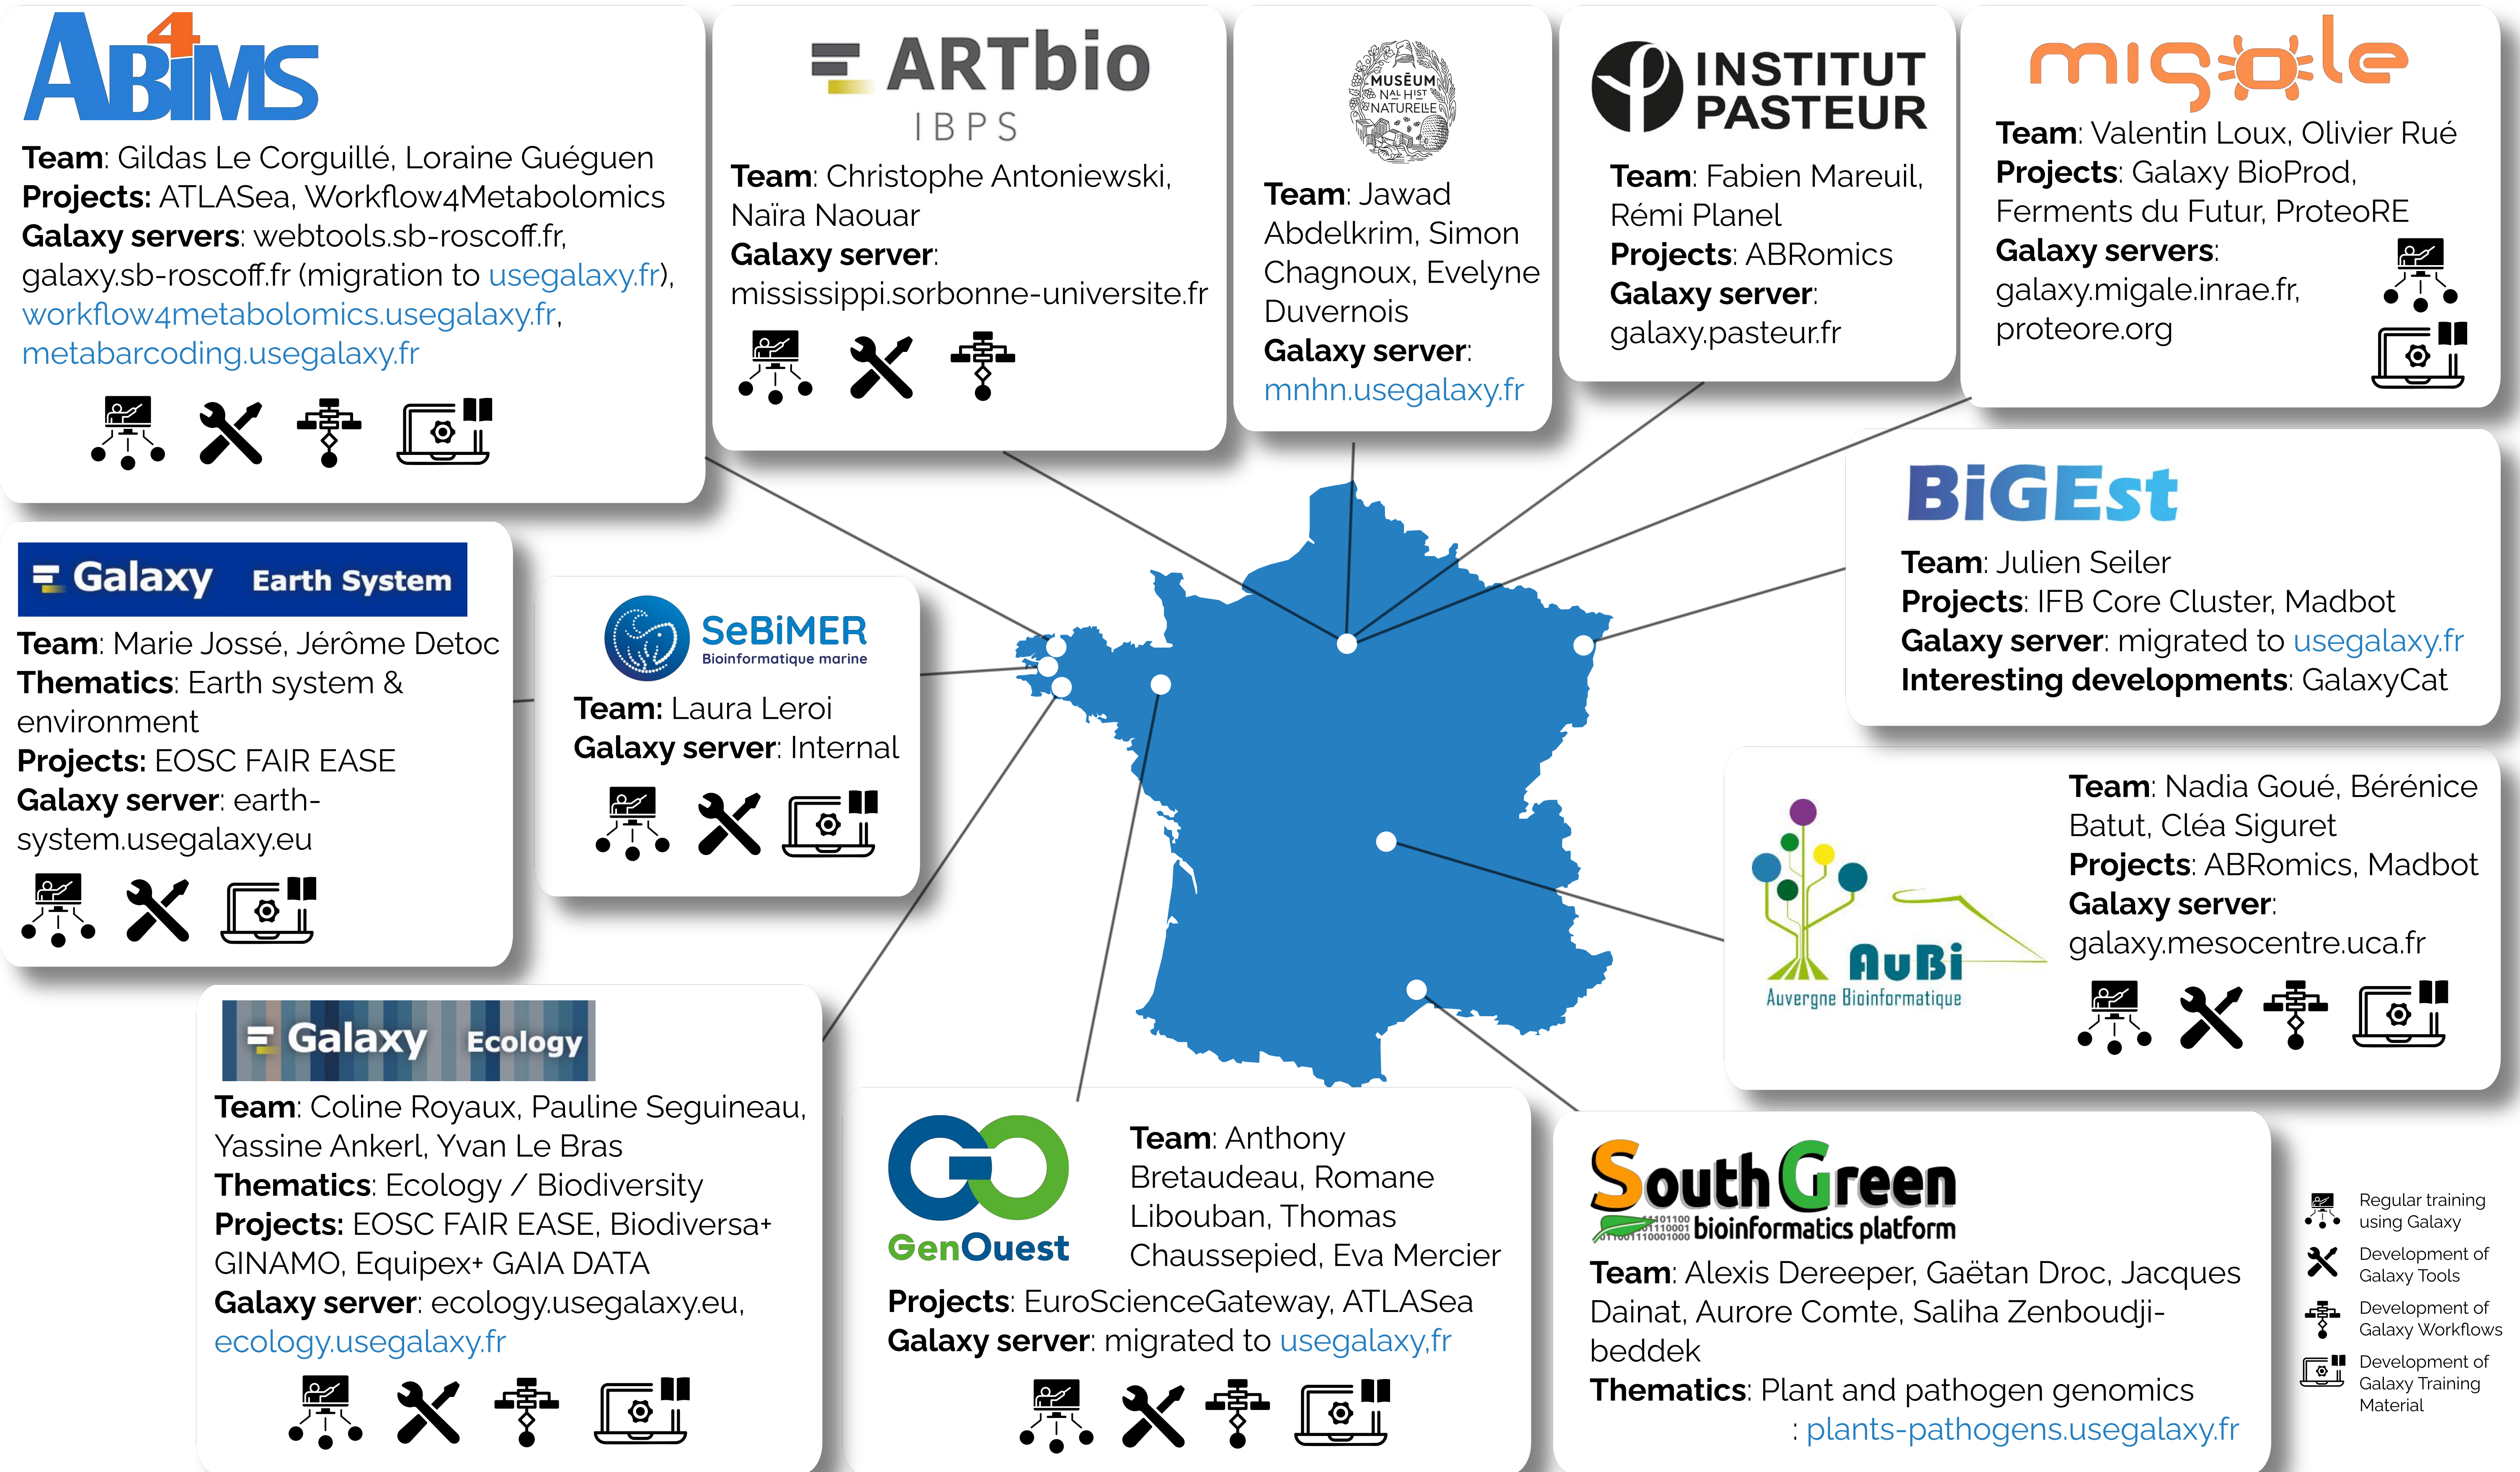 ABiMS
4
Team: Gildas Le Corguillé, Loraine Guéguen
Projects: ATLASea, Workflow4Metabolomics
Galaxy servers: webtools.sb-roscoff.fr,
galaxy.sb-roscoff.fr (migration to usegalaxy.fr),
workflow4metabolomics.usegalaxy.fr,
metabarcoding.usegalaxy.fr
ARTbio
IBPS
Team: Christophe Antoniewski,
Naïra Naouar
Galaxy server:
mississippi.sorbonne-universite.fr
MUSĒUM
NAL HIST
NATURELLE
Team: Jawad
Abdelkrim, Simon
Chagnoux, Evelyne
Duvernois
Galaxy server:
mnhn.usegalaxy.fr
INSTITUT
PASTEUR
Team: Fabien Mareuil,
Rémi Planel
Projects: ABRomics
Galaxy server:
galaxy.pasteur.fr
migale
Team: Valentin Loux, Olivier Rué
Projects: Galaxy BioProd,
Ferments du Futur, ProteoRE
Galaxy servers:
galaxy.migale.inrae.fr,
proteore.org
BiGEst
Team: Julien Seiler
Projects: IFB Core Cluster, Madbot
Galaxy server: migrated to usegalaxy.fr
Interesting developments: GalaxyCat
Galaxy Earth System
Team: Marie Jossé, Jérôme Detoc
Thematics: Earth system &
environment
Projects: EOSC FAIR EASE
Galaxy server: earth-
system.usegalaxy.eu
SeBiMER
Bioinformatique marine
Team: Laura Leroi
Galaxy server: Internal
AuBi
Auvergne Bioinformatique
Team: Nadia Goué, Bérénice
Batut, Cléa Siguret
Projects: ABRomics, Madbot
Galaxy server:
galaxy.mesocentre.uca.fr
Galaxy Ecology
Team: Coline Royaux, Pauline Seguineau,
Yassine Ankerl, Yvan Le Bras
Thematics: Ecology / Biodiversity
Projects: EOSC FAIR EASE, Biodiversa+
GINAMO, Equipex+ GAIA DATA
Galaxy server: ecology.usegalaxy.eu,
ecology.usegalaxy.fr
GO
GenOuest
Team: Anthony
Bretaudeau, Romane
Libouban, Thomas
Chaussepied, Eva Mercier
Projects: EuroScienceGateway, ATLASea
Galaxy server: migrated to usegalaxy,fr
South Green
bioinformatics platform
Team: Alexis Dereeper, Gaëtan Droc, Jacques
Dainat, Aurore Comte, Saliha Zenboudji-
beddek
Thematics: Plant and pathogen genomics
: plants-pathogens.usegalaxy.fr
Regular training
using Galaxy
Development of
Galaxy Tools
Development of
Galaxy Workflows
Development of
Galaxy Training
Material